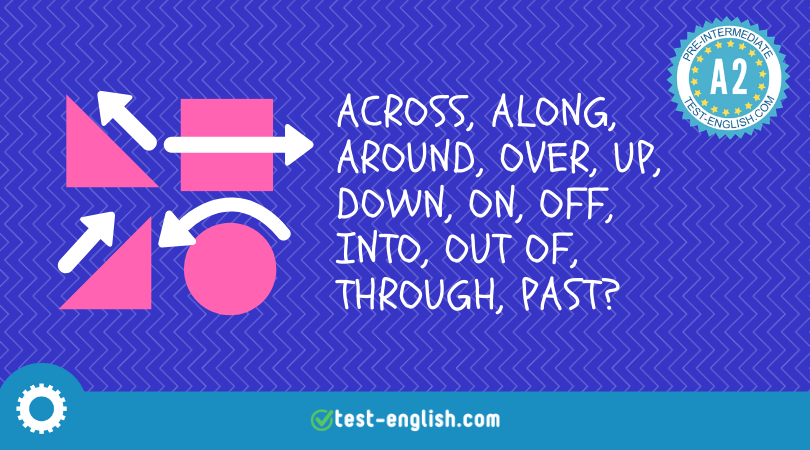 PRE-INTERMEDIATE
A2
TEST-ENGLISH.COM
ACROSS, ALONG,
AROUND, OVER, UP,
DOWN, ON, OFF,
INTO, OUT OF,
THROUGH, PAST?
test-english.com